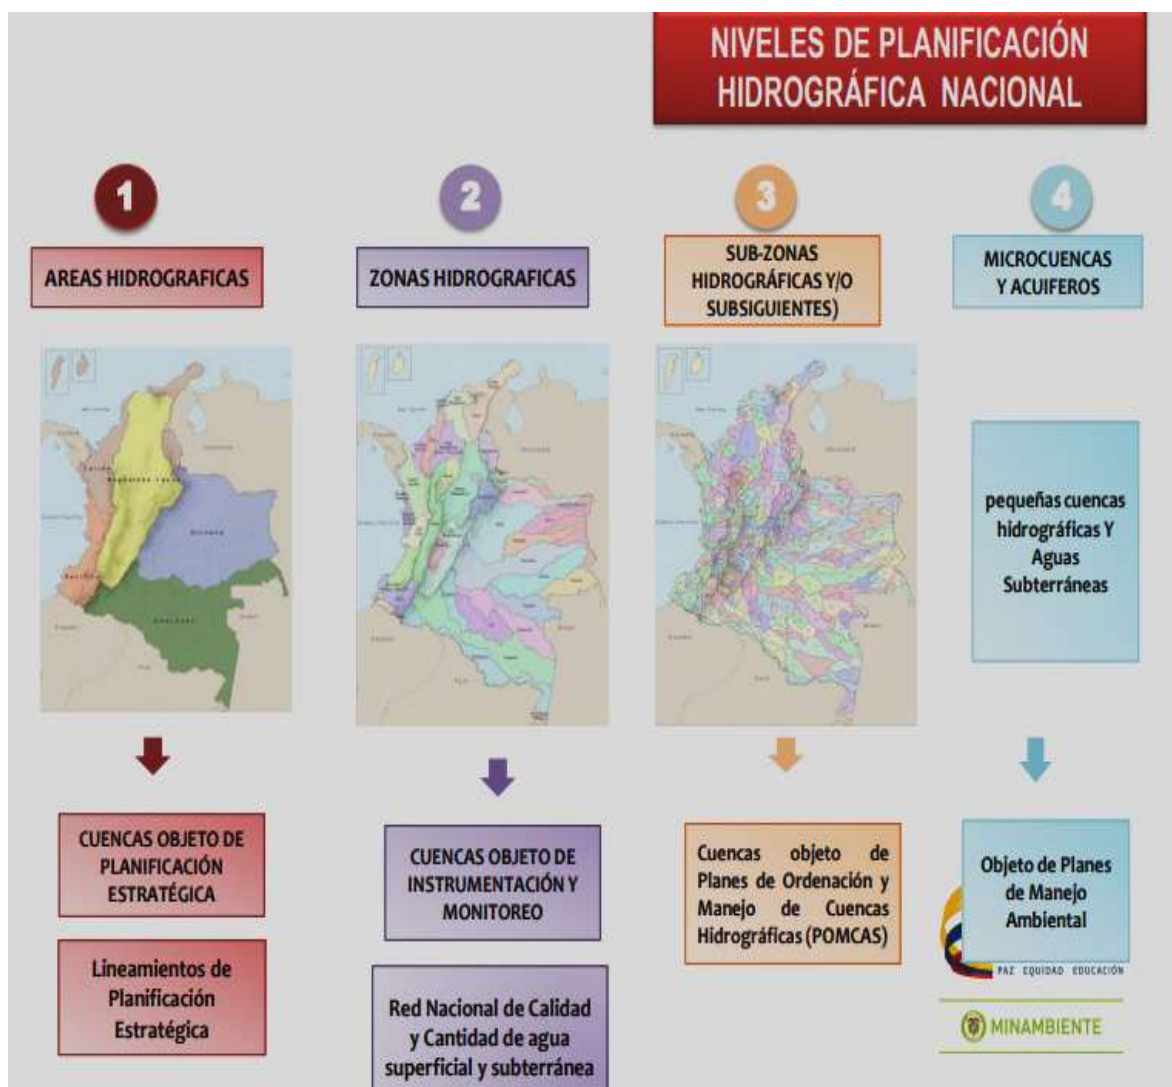 NIVELES DE PLANIFICACIÓN
HIDROGRÁFICA NACIONAL
1
2
3
4
AREAS HIDROGRAFICAS
ZONAS HIDROGRAFICAS
SUB-ZONAS
HIDROGRÁFICAS Y/O
SUBSIGUIENTES)
MICROCUENCAS
Y ACUIFEROS
pequeñas cuencas
hidrográficas Y
Aguas
Subterráneas
CUENCAS OBJETO DE
PLANIFICACIÓN
ESTRATÉGICA
Lineamientos de
Planificación
Estratégica
CUENCAS OBJETO DE
INSTRUMENTACIÓN Y
MONITOREO
Red Nacional de Calidad
y Cantidad de agua
superficial y subterránea
Cuencas objeto de
Planes de Ordenación y
Manejo de Cuencas
Hidrográficas (POMCAS)
Objeto de Planes
de Manejo
Ambiental
PAZ EQUIDAD EDUCACIÓN
MINAMBIENTE